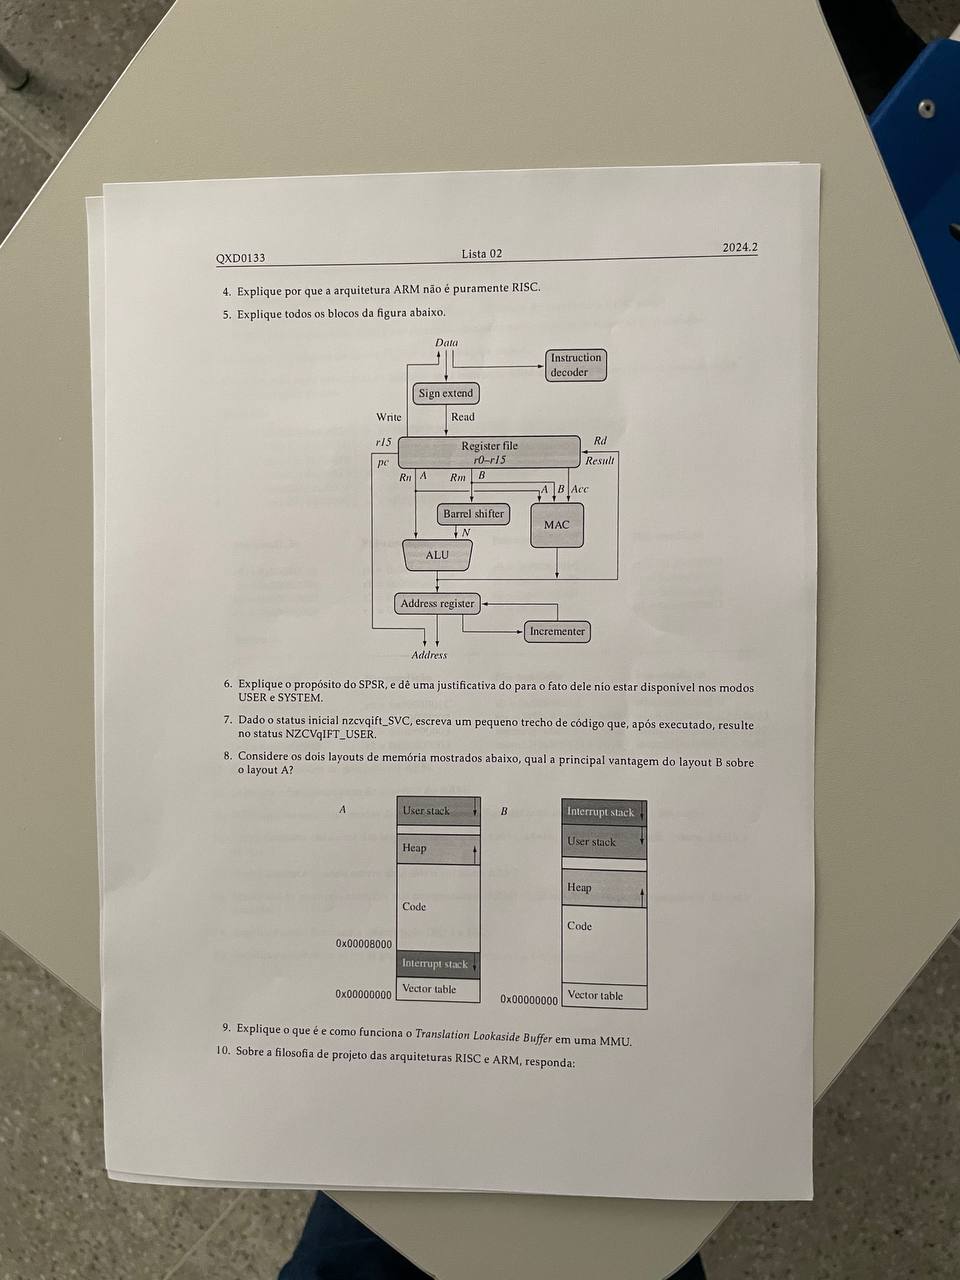 QXD0133 Lista 02 2024.2
4. Explique por que a arquitetura ARM não é puramente RISC.
5. Explique todos os blocos da figura abaixo.
Data
Instruction
decoder
Sign extend
Write Read
r15 Register file Rd
pc r0–r15 Result
Rn A Rm B
A B Acc
Barrel shifter
MAC
N
ALU
Address register
Incrementer
Address
6. Explique o propósito do SPSR, e dê uma justificativa do para o fato dele nio estar disponível nos modos
USER e SYSTEM.
7. Dado o status inicial nzcvqift_SVC, escreva um pequeno trecho de código que, após executado, resulte
no status NZCVqIFT_USER.
8. Considere os dois layouts de memória mostrados abaixo, qual a principal vantagem do layout B sobre
o layout A?
A User stack B Interrupt stack
User stack
Heap
Heap
Code
Code
0x00008000
Interrupt stack
0x00000000 Vector table 0x00000000 Vector table
9. Explique o que é e como funciona o Translation Lookaside Buffer em uma MMU.
10. Sobre a filosofia de projeto das arquiteturas RISC e ARM, responda: